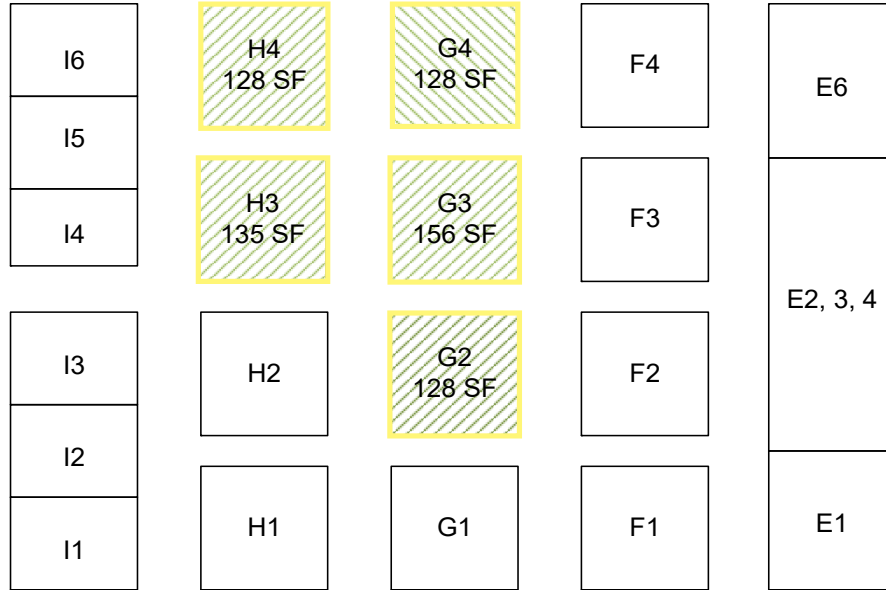 I6
H4
128 SF
G4
128 SF
F4
E6
I5
I4
H3
135 SF
G3
156 SF
F3
E2, 3, 4
I3
H2
G2
128 SF
F2
I2
I1
H1
G1
F1
E1